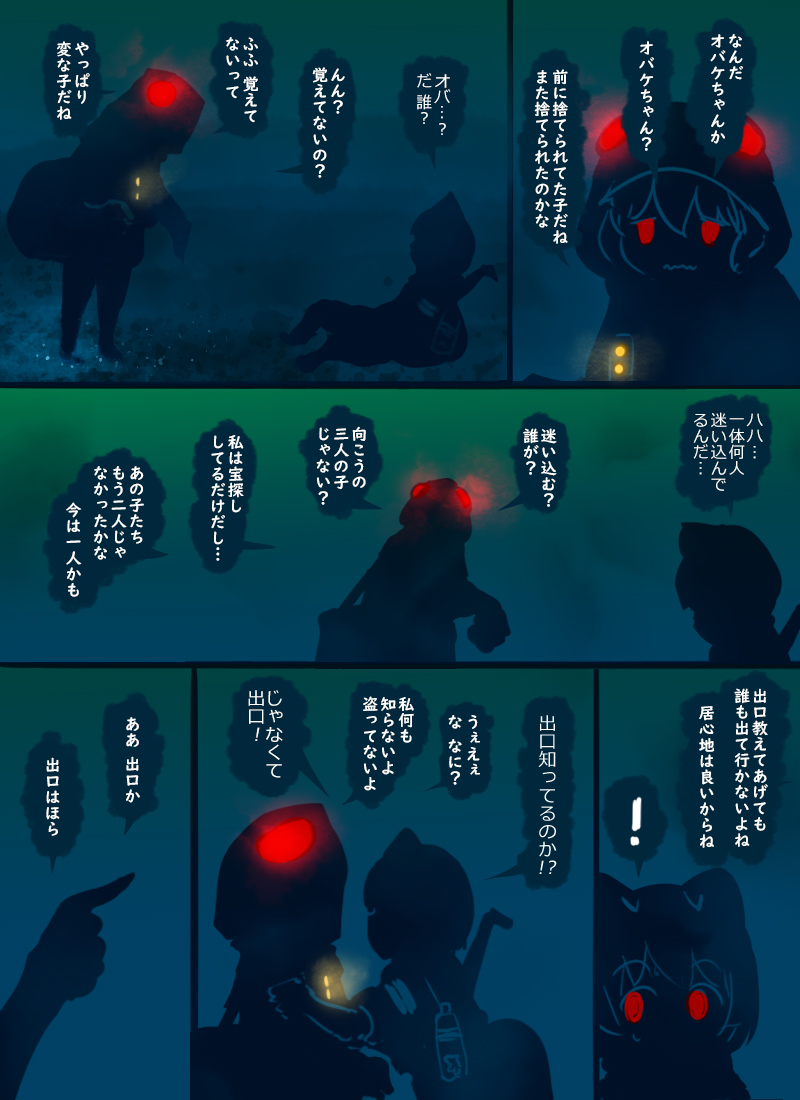 なんだ
オバケちゃんか
オバケちゃん？
前に捨てられてた子だね
また捨てられたのかな
オバ…？
だ 誰？
んん？
覚えてないの？
ふふ 覚えて
ないって
やっぱり
変な子だね
ハハ…
一体何人
迷い込んで
るんだ…
迷い込む？
誰が？
向こうの
三人の子
じゃない？
私は宝探し
してるだけだし…
あの子たち
もう二人じゃ
なかったかな
今は一人かも
出口教えてあげても
誰も出て行かないよね
居心地は良いからね
！
出口知ってるのか!?
うぇえぇ
な なに？
私何も
知らないよ
盗ってないよ
じゃなくて
出口！
ああ 出口か
出口はほら